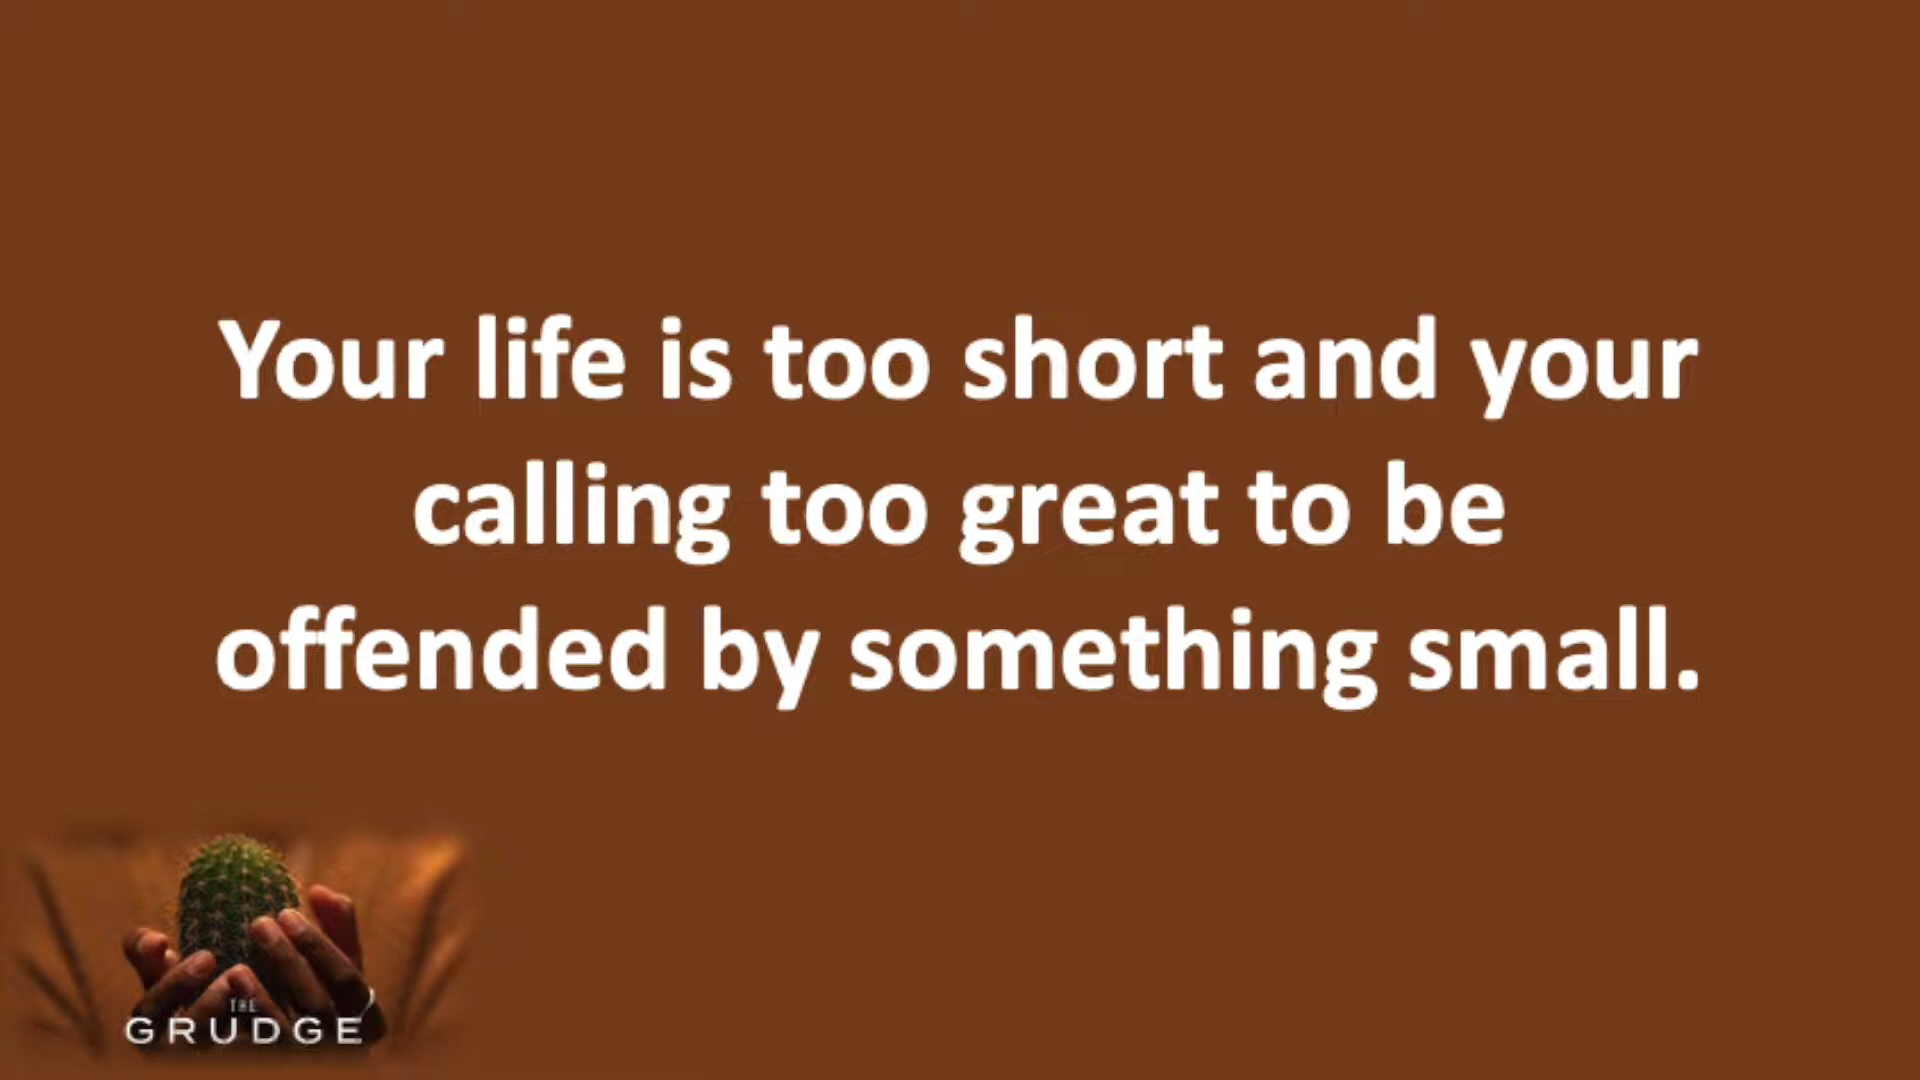 Your life is too short and your
calling too great to be
offended by something small.
THE
GRUDGE